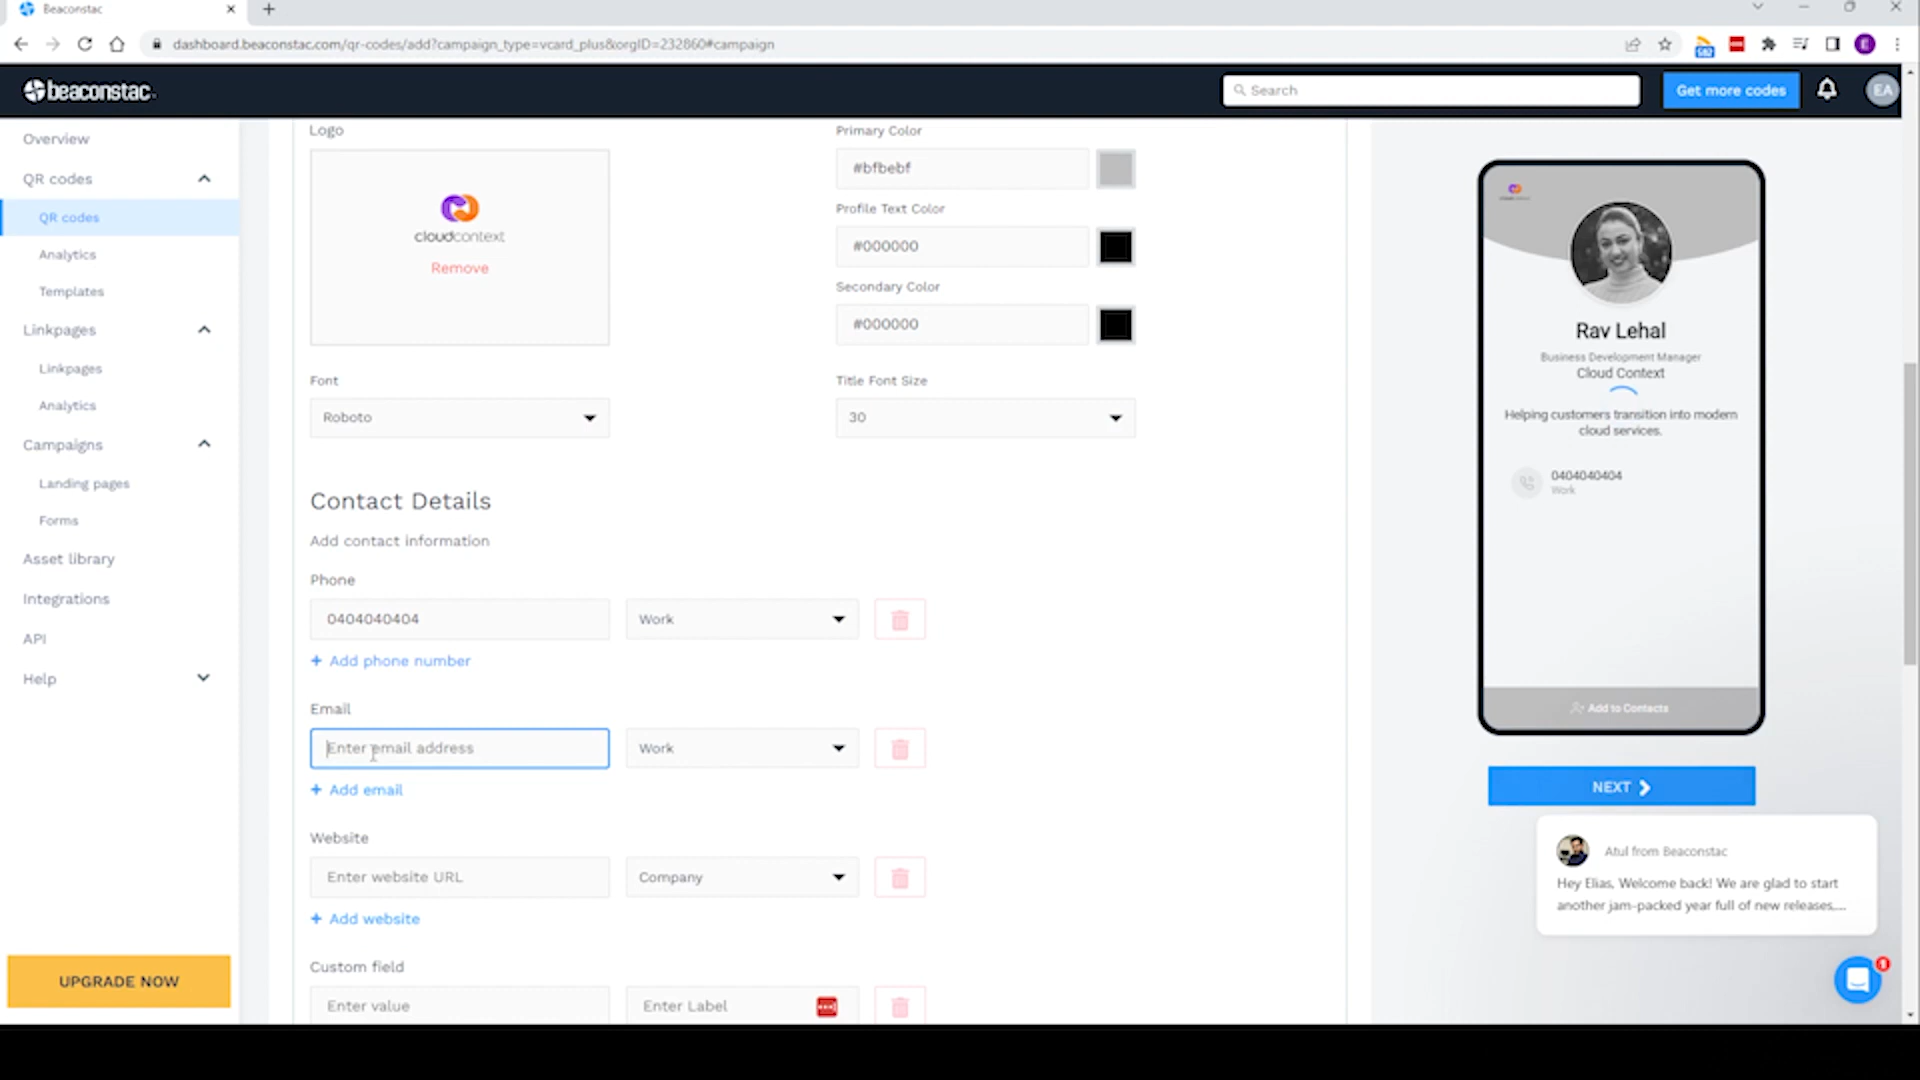 Beaconstac
dashboard.beaconstac.com/qr-codes/add?campaign_type=vcard_plus&orgID=232860#campaign
beaconstac
Search
Get more codes
EA
Overview
QR codes
QR codes
Analytics
Templates
Linkpages
Linkpages
Analytics
Campaigns
Landing pages
Forms
Asset library
Integrations
API
Help
UPGRADE NOW
Logo
cloudcontext
Remove
Primary Color
#bfbebf
Profile Text Color
#000000
Secondary Color
#000000
Font
Roboto
Title Font Size
30
Contact Details
Add contact information
Phone
0404040404
Work
+ Add phone number
Email
Enter email address
Work
+ Add email
Website
Enter website URL
Company
+ Add website
Custom field
Enter value
Enter Label
Rav Lehal
Business Development Manager
Cloud Context
Helping customers transition into modern
cloud services.
0404040404
Work
Add to Contacts
NEXT
Atul from Beaconstac
Hey Elias, Welcome back! We are glad to start
another jam-packed year full of new releases,...